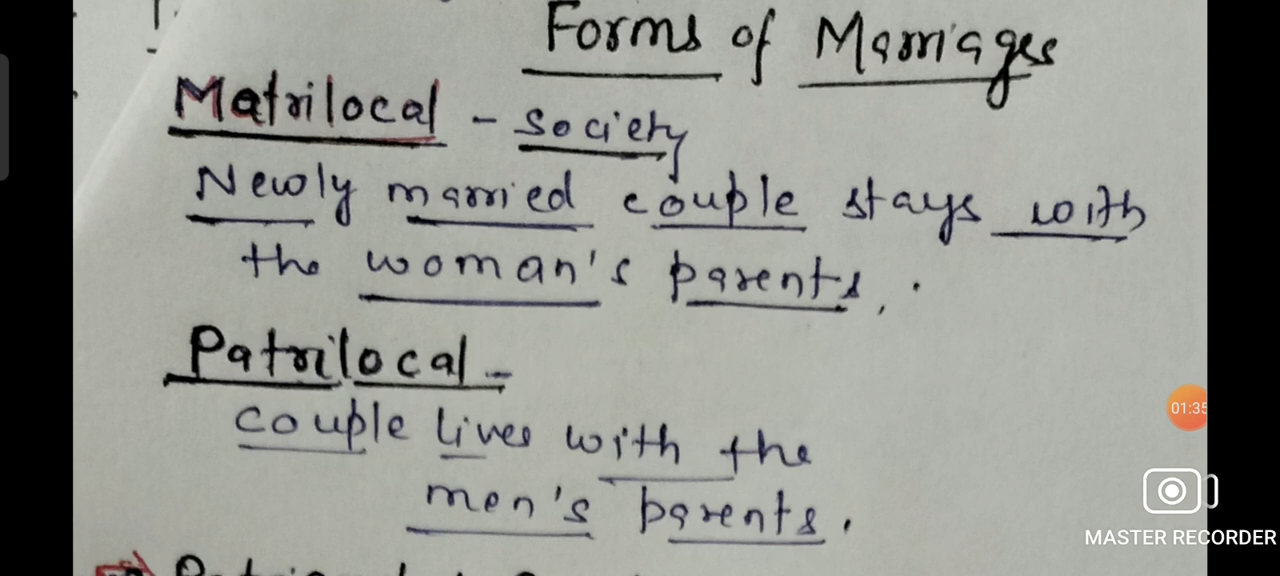 Forms of Marriages
Matrilocal - Society
Newly married couple stays with
the woman's parents.
Patrilocal -
couple lives with the
men's parents.
01:35
MASTER RECORDER